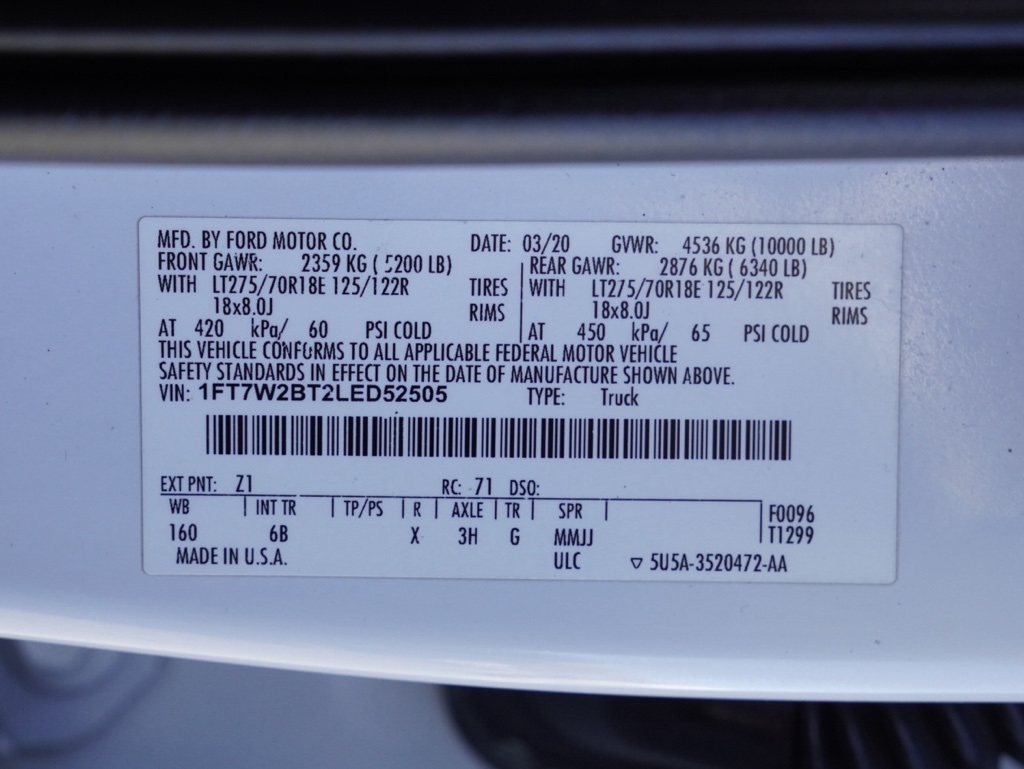 MFD. BY FORD MOTOR CO. DATE: 03/20 GVWR: 4536 KG (10000 LB)
FRONT GAWR: 2359 KG ( 5200 LB) REAR GAWR: 2876 KG ( 6340 LB)
WITH LT275/70R18E 125/122R TIRES WITH LT275/70R18E 125/122R TIRES
18x8.0J RIMS 18x8.0J RIMS
AT 420 kPa/ 60 PSI COLD AT 450 kPa/ 65 PSI COLD
THIS VEHICLE CONFORMS TO ALL APPLICABLE FEDERAL MOTOR VEHICLE
SAFETY STANDARDS IN EFFECT ON THE DATE OF MANUFACTURE SHOWN ABOVE.
VIN: 1FT7W2BT2LED52505 TYPE: Truck
EXT PNT: Z1 RC: 71 DSO:
WB INT TR TP/PS R AXLE TR SPR F0096
160 6B X 3H G MMJJ T1299
MADE IN U.S.A. ULC ▽ 5U5A-3520472-AA